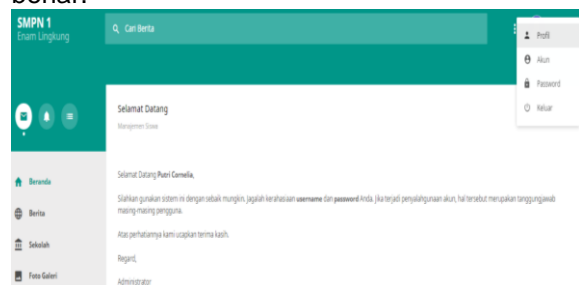 SMPN 1
Enam Lingkung
Cari Berita
Profil
Akun
Password
Keluar
Selamat Datang
Manajemen Siswa
Selamat Datang Putri Cornelia,
Silahkan gunakan sistem ini dengan sebaik mungkin. Jagalah kerahasiaan username dan password Anda. Jika terjadi penyalahgunaan akun, hal tersebut merupakan tanggungjawab
masing-masing pengguna.
Atas perhatiannya kami ucapkan terima kasih.
Regard,
Administrator
Beranda
Berita
Sekolah
Foto Galeri